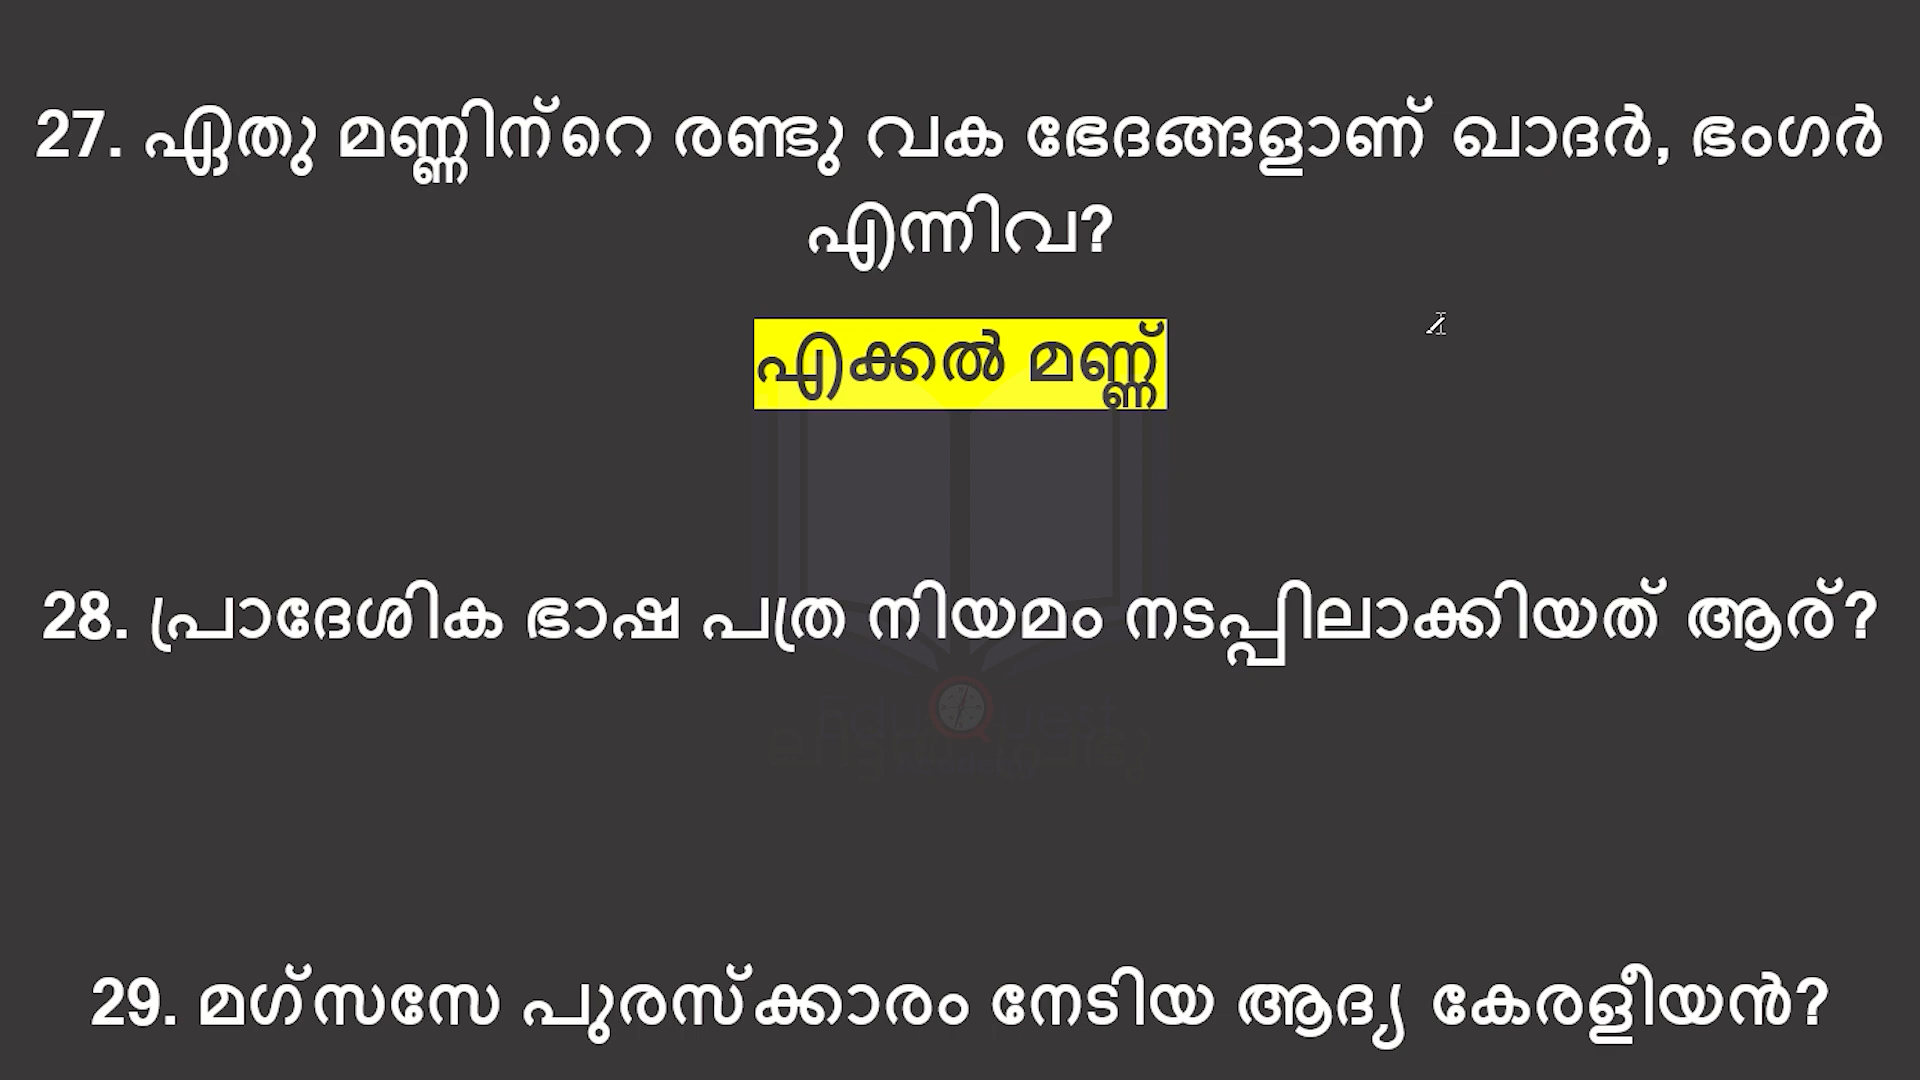 27. ഏതു മണ്ണിന്റെ രണ്ടു വക ഭേദങ്ങളാണ് ഖാദർ, ഭംഗർ
എന്നിവ?
എക്കൽ മണ്ണ്
28. പ്രാദേശിക ഭാഷ പത്ര നിയമം നടപ്പിലാക്കിയത് ആര്?
29. മഗ്സസേ പുരസ്ക്കാരം നേടിയ ആദ്യ കേരളീയൻ?